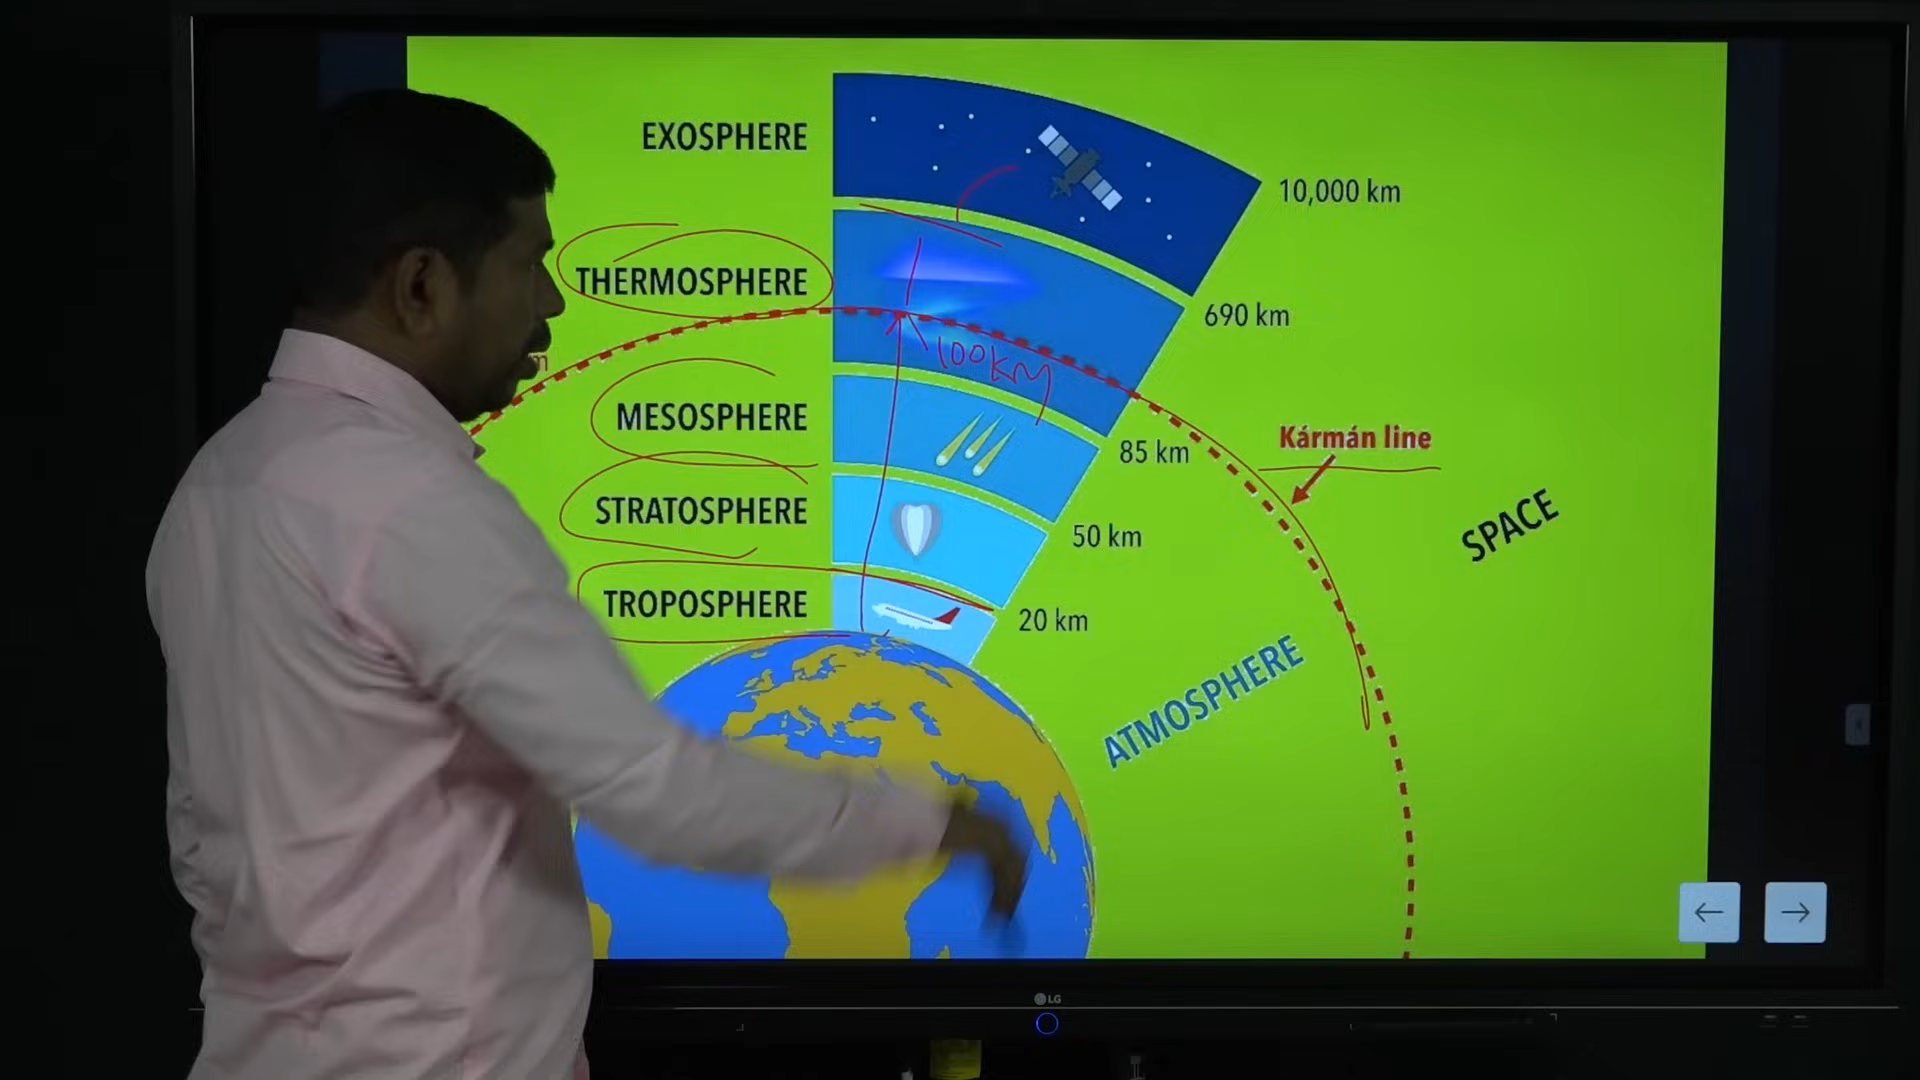 EXOSPHERE
10,000 km
THERMOSPHERE
690 km
100KM
MESOSPHERE
Kármán line
85 km
STRATOSPHERE
SPACE
50 km
TROPOSPHERE
20 km
ATMOSPHERE
LG